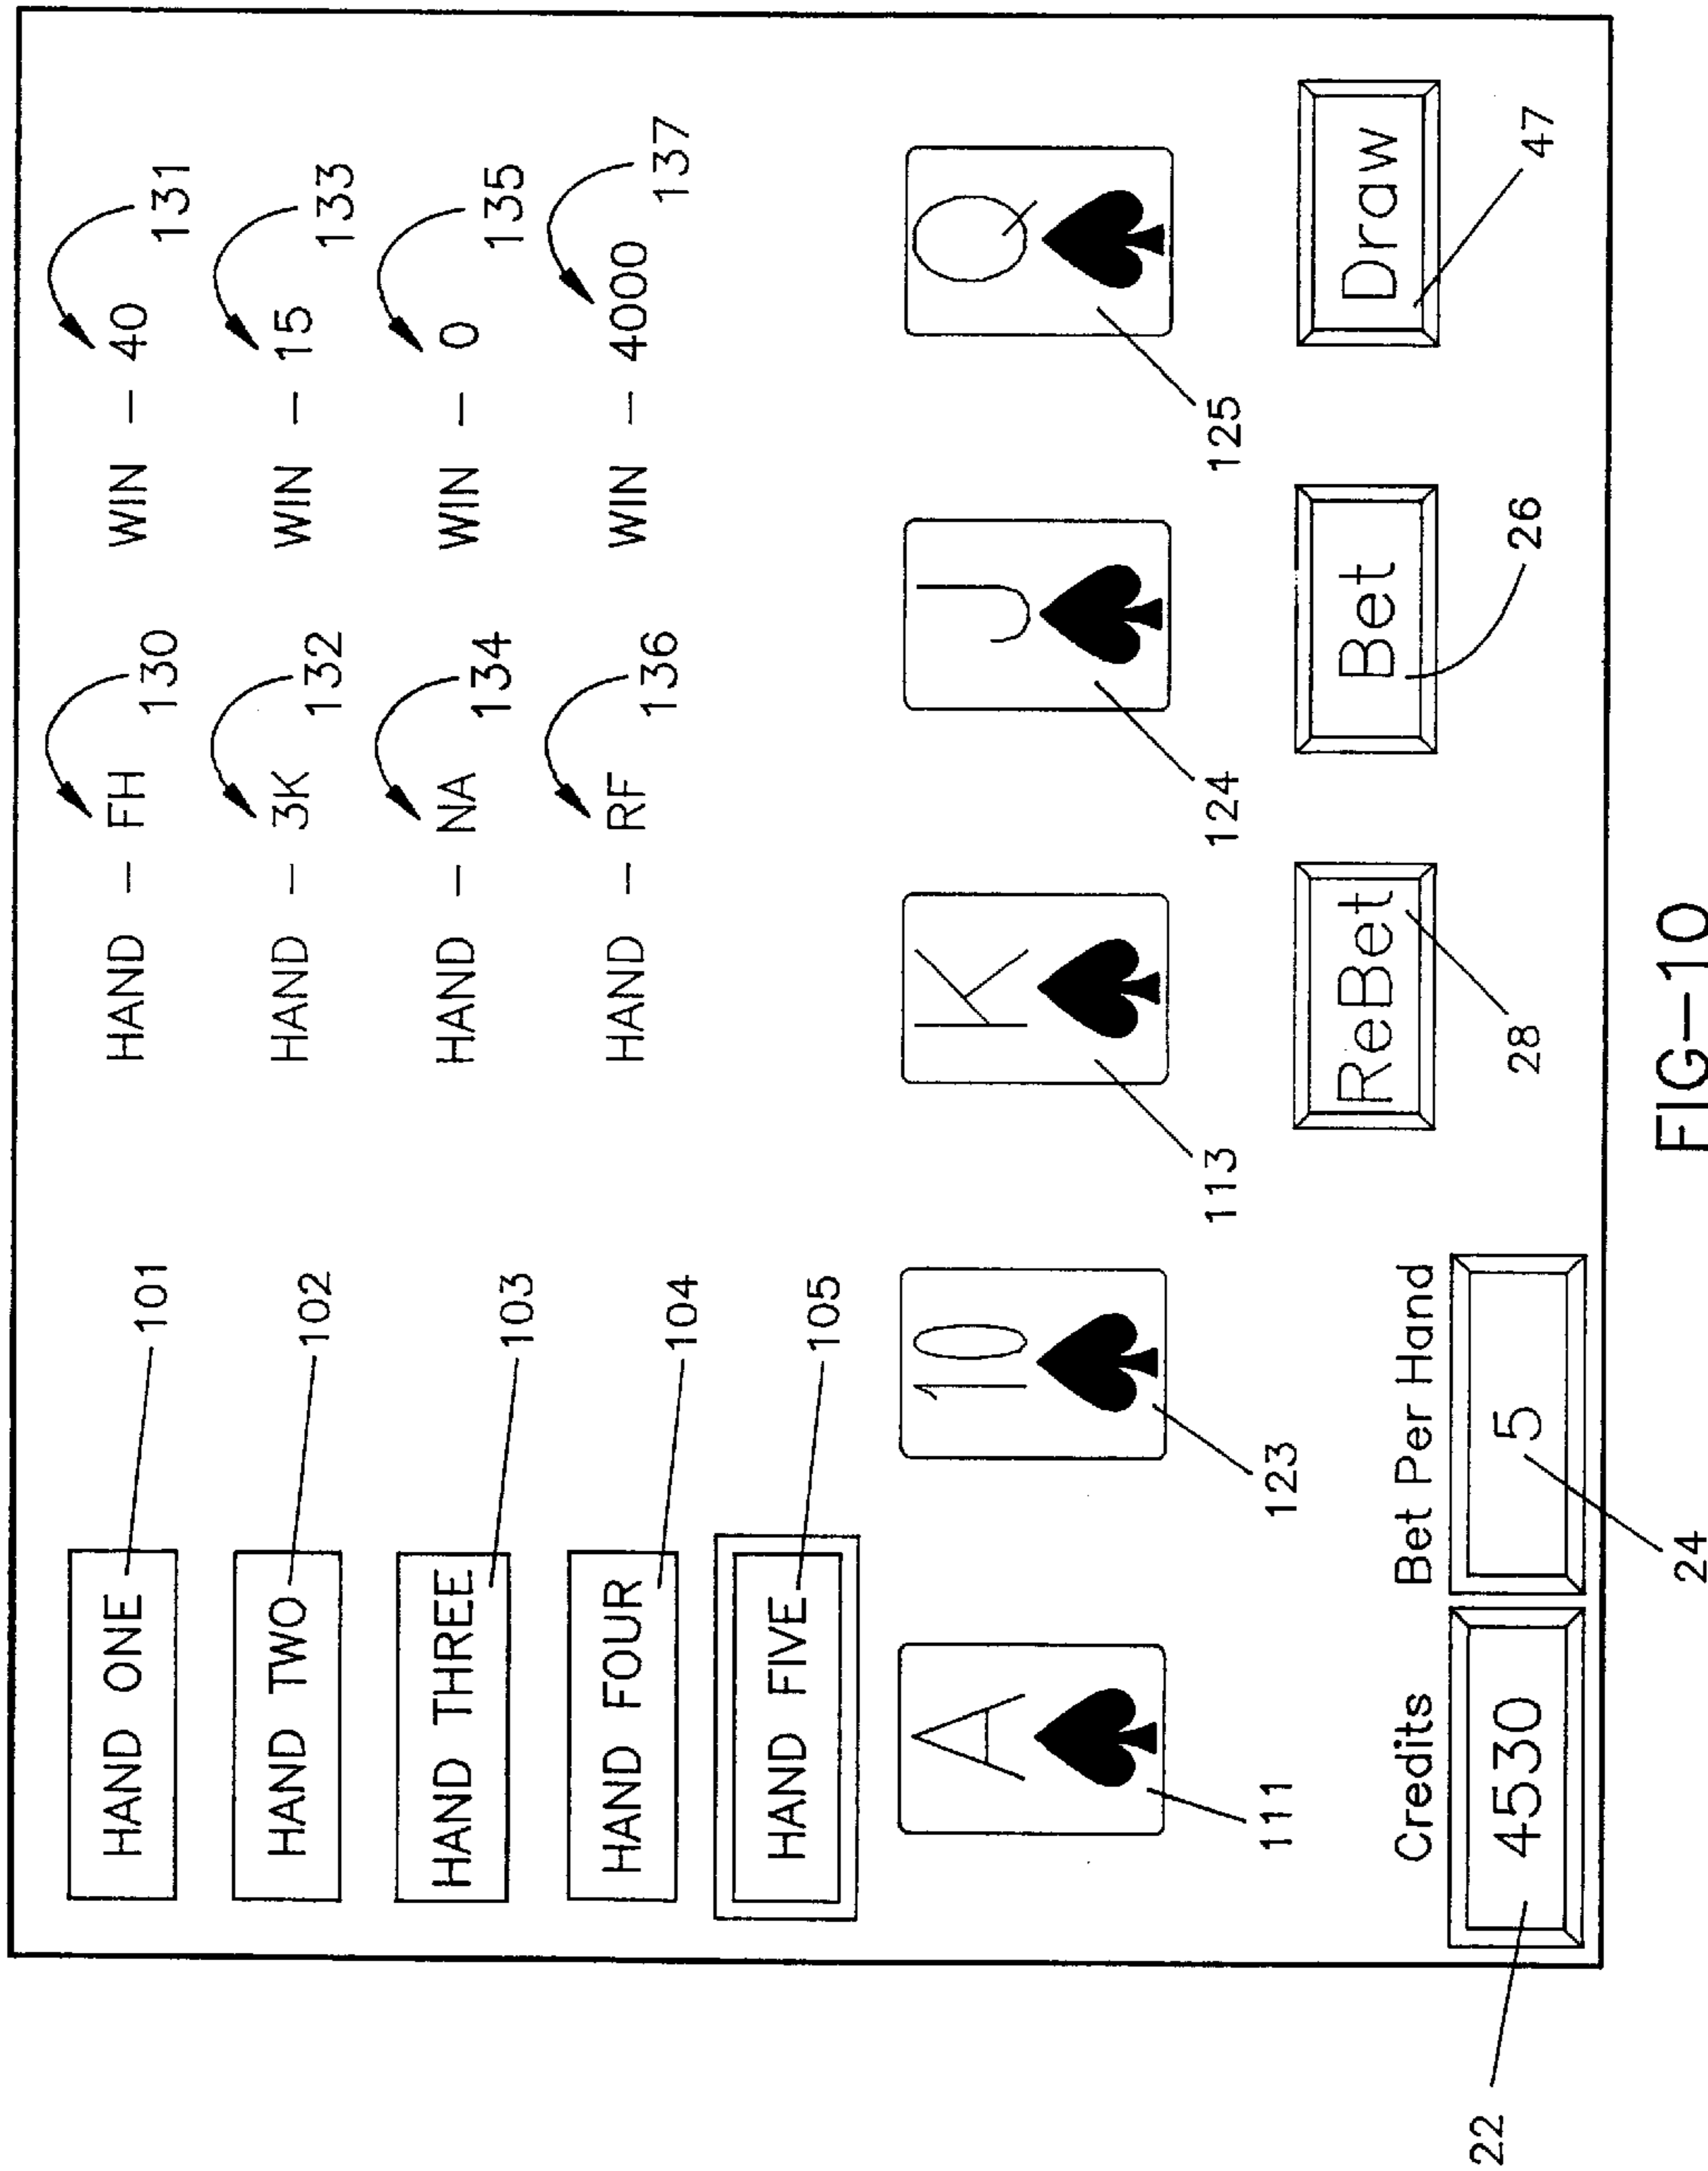 HAND ONE 101 HAND – FH 130 WIN – 40 131
HAND TWO 102 HAND – 3K 132 WIN – 15 133
HAND THREE 103 HAND – NA 134 WIN – 0 135
HAND FOUR 104 HAND – RF 136 WIN – 4000 137
HAND FIVE 105
A 10 K J Q
111 123 113 124 125
Credits Bet Per Hand
4530 5 ReBet Bet Draw
22 24 28 26 47
FIG–10